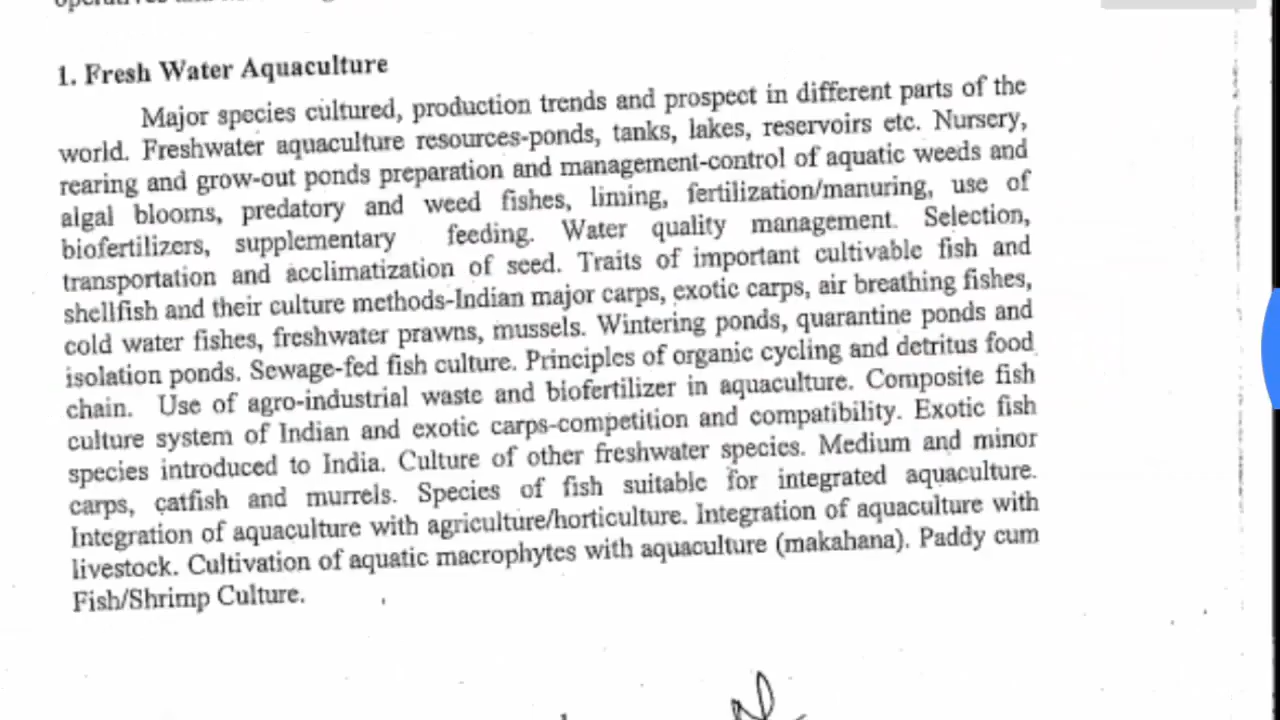 1. Fresh Water Aquaculture
Major species cultured, production trends and prospect in different parts of the
world. Freshwater aquaculture resources-ponds, tanks, lakes, reservoirs etc. Nursery,
rearing and grow-out ponds preparation and management-control of aquatic weeds and
algal blooms, predatory and weed fishes, liming, fertilization/manuring, use of
biofertilizers, supplementary feeding. Water quality management. Selection,
transportation and acclimatization of seed. Traits of important cultivable fish and
shellfish and their culture methods-Indian major carps, exotic carps, air breathing fishes,
cold water fishes, freshwater prawns, mussels. Wintering ponds, quarantine ponds and
isolation ponds. Sewage-fed fish culture. Principles of organic cycling and detritus food
chain. Use of agro-industrial waste and biofertilizer in aquaculture. Composite fish
culture system of Indian and exotic carps-competition and compatibility. Exotic fish
species introduced to India. Culture of other freshwater species. Medium and minor
carps, catfish and murrels. Species of fish suitable for integrated aquaculture.
Integration of aquaculture with agriculture/horticulture. Integration of aquaculture with
livestock. Cultivation of aquatic macrophytes with aquaculture (makahana). Paddy cum
Fish/Shrimp Culture.